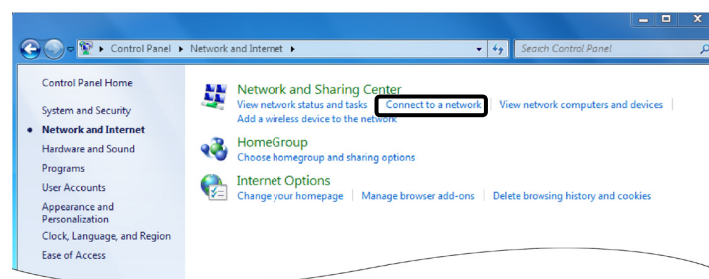 Control Panel ▸ Network and Internet ▸
Search Control Panel
Control Panel Home
System and Security
Network and Internet
Hardware and Sound
Programs
User Accounts
Appearance and
Personalization
Clock, Language, and Region
Ease of Access
Network and Sharing Center
View network status and tasks Connect to a network View network computers and devices
Add a wireless device to the network
HomeGroup
Choose homegroup and sharing options
Internet Options
Change your homepage Manage browser add-ons Delete browsing history and cookies